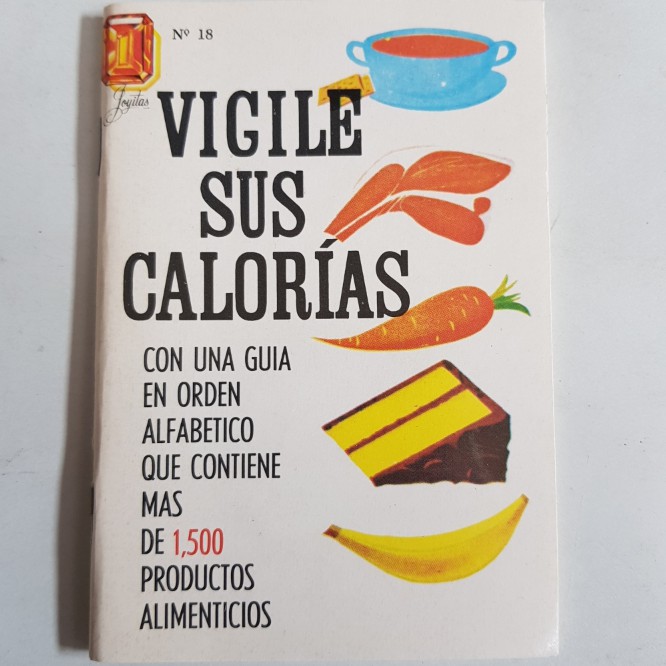 Nº 18
Joyitas
VIGILE
SUS
CALORÍAS
CON UNA GUIA
EN ORDEN
ALFABETICO
QUE CONTIENE
MAS
DE 1,500
PRODUCTOS
ALIMENTICIOS